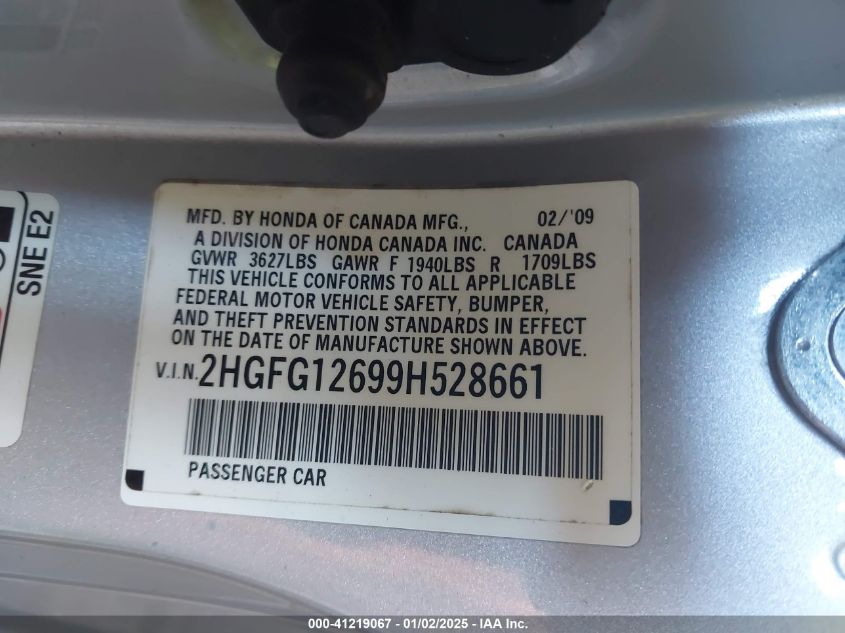 MFD. BY HONDA OF CANADA MFG., 02/'09
A DIVISION OF HONDA CANADA INC. CANADA
GVWR 3627LBS GAWR F 1940LBS R 1709LBS
THIS VEHICLE CONFORMS TO ALL APPLICABLE
FEDERAL MOTOR VEHICLE SAFETY, BUMPER,
AND THEFT PREVENTION STANDARDS IN EFFECT
ON THE DATE OF MANUFACTURE SHOWN ABOVE.
V.I.N. 2HGFG12699H528661
PASSENGER CAR
SNE E2
000-41219067 - 01/02/2025 - IAA Inc.